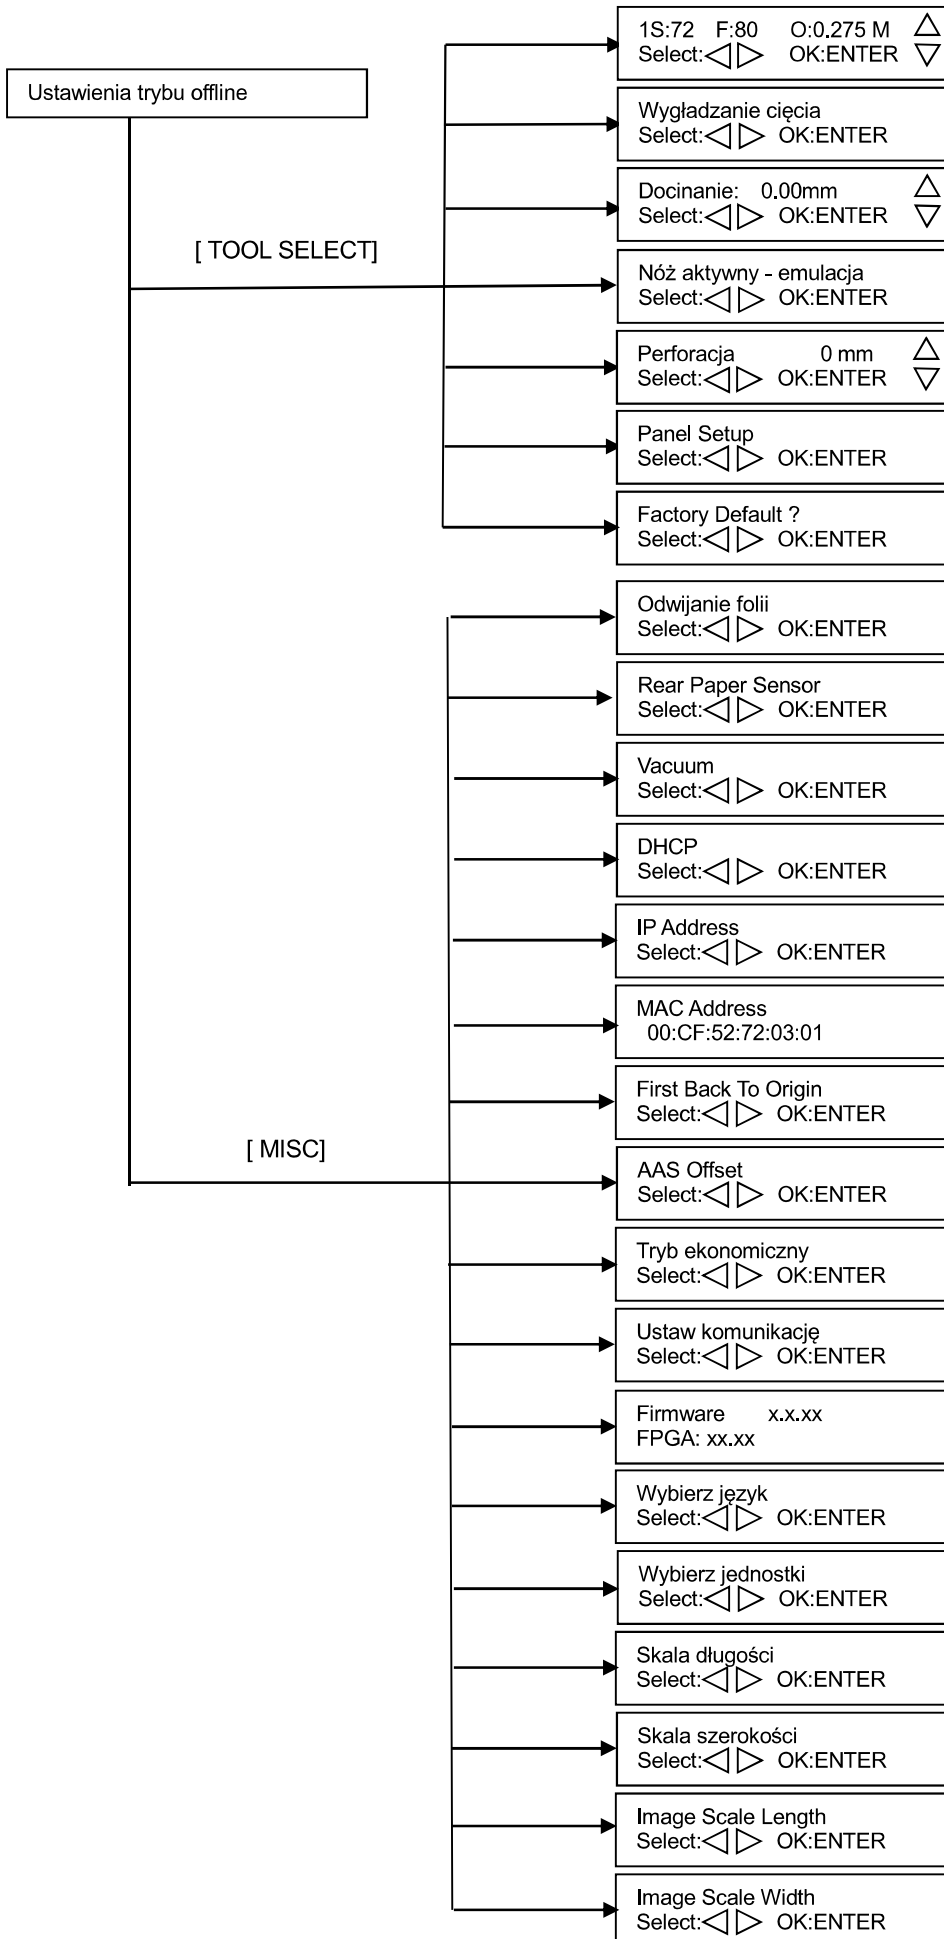 Ustawienia trybu offline
[ TOOL SELECT]
1S:72 F:80 O:0.275 M
Select: OK:ENTER
Wygładzanie cięcia
Select: OK:ENTER
Docinanie: 0.00mm
Select: OK:ENTER
Nóż aktywny - emulacja
Select: OK:ENTER
Perforacja 0 mm
Select: OK:ENTER
Panel Setup
Select: OK:ENTER
Factory Default ?
Select: OK:ENTER
[ MISC]
Odwijanie folii
Select: OK:ENTER
Rear Paper Sensor
Select: OK:ENTER
Vacuum
Select: OK:ENTER
DHCP
Select: OK:ENTER
IP Address
Select: OK:ENTER
MAC Address
00:CF:52:72:03:01
First Back To Origin
Select: OK:ENTER
AAS Offset
Select: OK:ENTER
Tryb ekonomiczny
Select: OK:ENTER
Ustaw komunikację
Select: OK:ENTER
Firmware x.x.xx
FPGA: xx.xx
Wybierz język
Select: OK:ENTER
Wybierz jednostki
Select: OK:ENTER
Skala długości
Select: OK:ENTER
Skala szerokości
Select: OK:ENTER
Image Scale Length
Select: OK:ENTER
Image Scale Width
Select: OK:ENTER